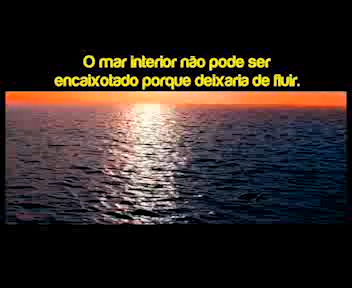 O mar interior não pode ser
encaixotado porque deixaria de fluir.